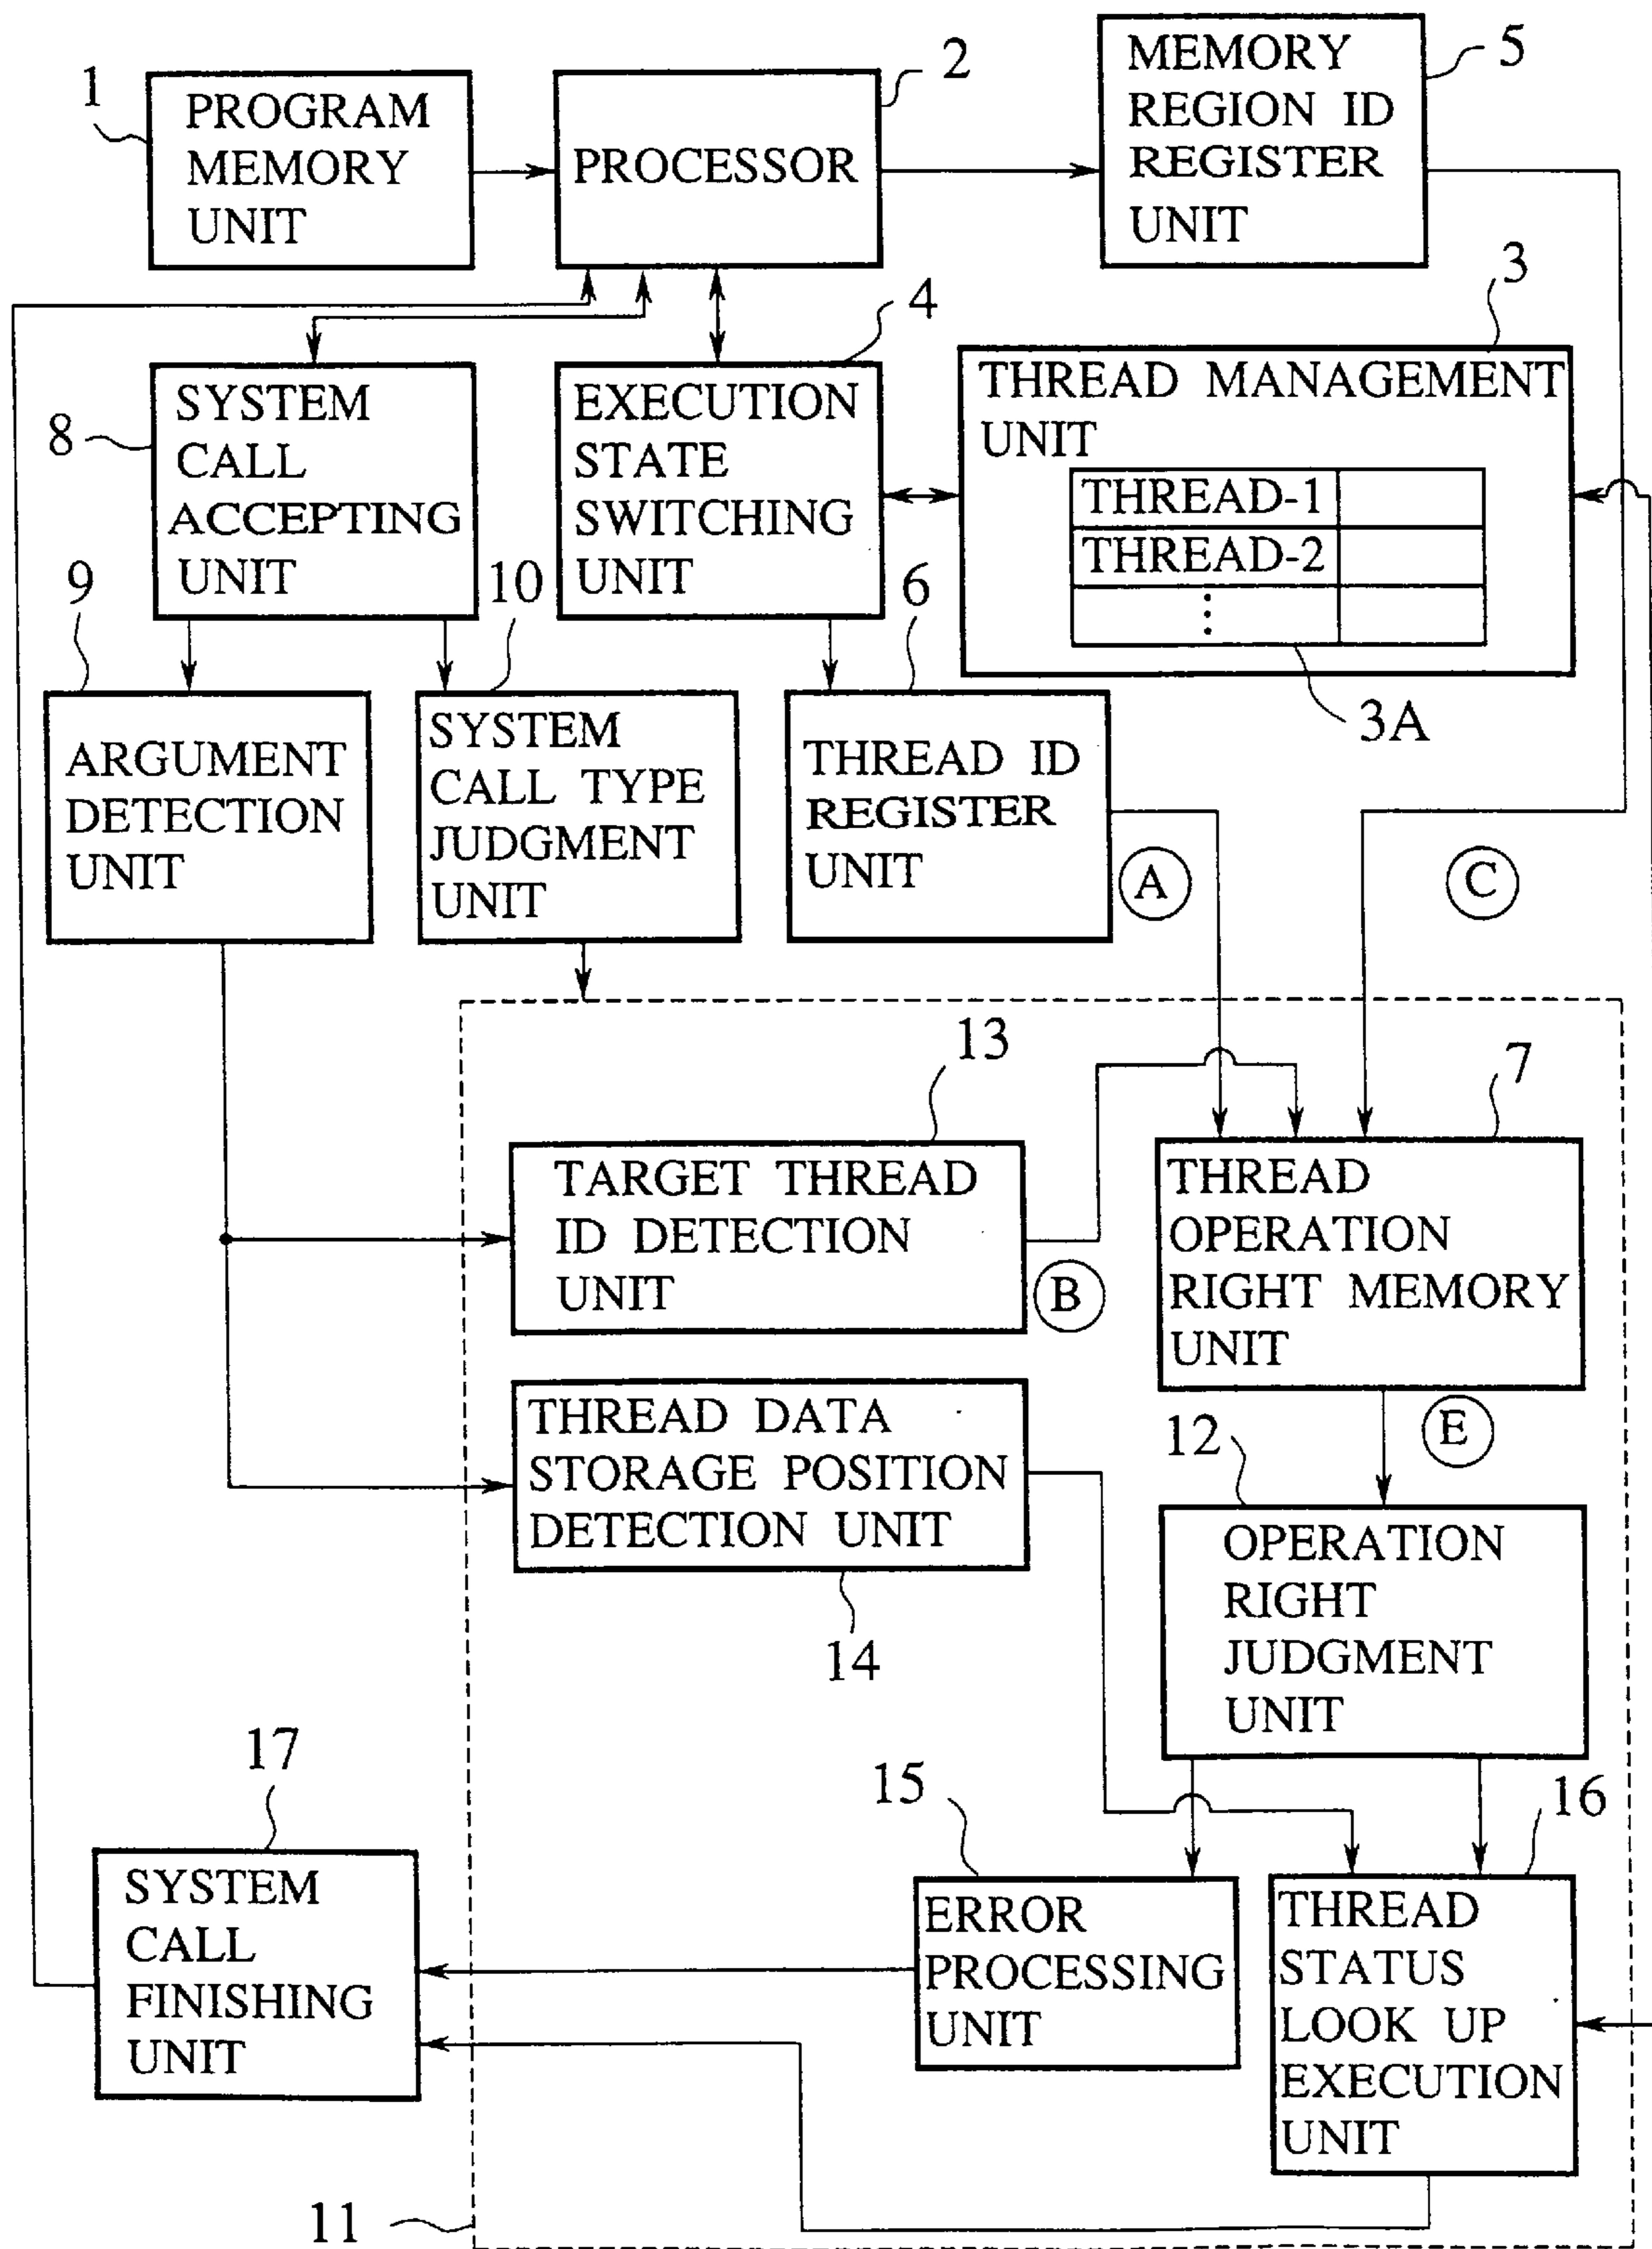 1
PROGRAM
MEMORY
UNIT
2
PROCESSOR
5
MEMORY
REGION ID
REGISTER
UNIT
8
SYSTEM
CALL
ACCEPTING
UNIT
4
EXECUTION
STATE
SWITCHING
UNIT
3
THREAD MANAGEMENT
UNIT
THREAD-1
THREAD-2
⋮
3A
9
ARGUMENT
DETECTION
UNIT
10
SYSTEM
CALL TYPE
JUDGMENT
UNIT
6
THREAD ID
REGISTER
UNIT
A
C
13
TARGET THREAD
ID DETECTION
UNIT
B
7
THREAD
OPERATION
RIGHT MEMORY
UNIT
E
THREAD DATA
STORAGE POSITION
DETECTION UNIT
14
12
OPERATION
RIGHT
JUDGMENT
UNIT
17
SYSTEM
CALL
FINISHING
UNIT
15
ERROR
PROCESSING
UNIT
16
THREAD
STATUS
LOOK UP
EXECUTION
UNIT
11